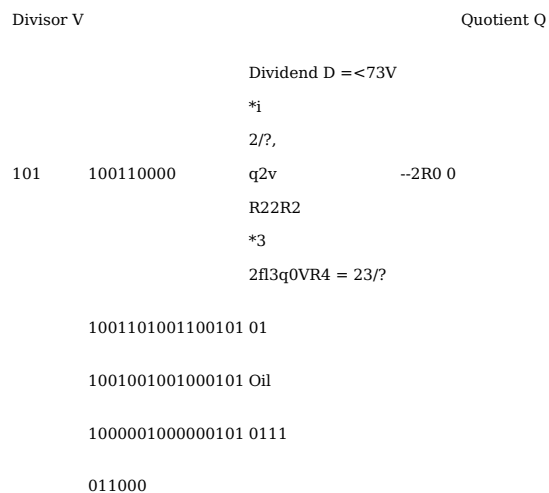 Divisor V Quotient Q
Dividend D =<73V
*i
2/?,
101 100110000 q2v --2R0 0
R22R2
*3
2fl3q0VR4 = 23/?
1001101001100101 01
1001001001000101 Oil
1000001000000101 0111
011000